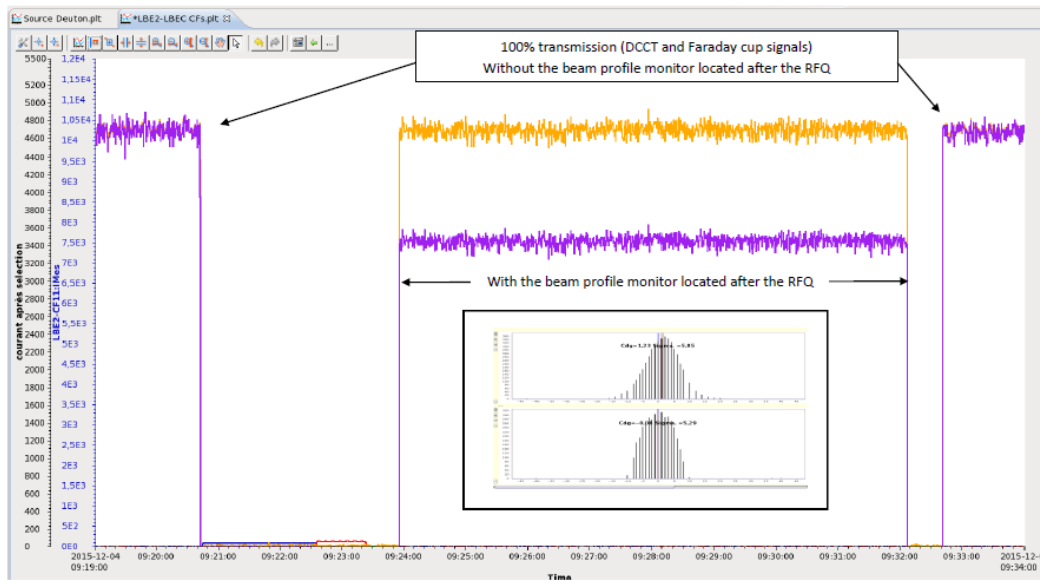 Source Deuton.plt
*LBE2-LBEC CFs.plt
100% transmission (DCCT and Faraday cup signals)
Without the beam profile monitor located after the RFQ
5500
5200
5000
4800
4600
4400
4200
4000
3800
3600
3400
3200
3000
2800
2600
2400
2200
2000
1800
1600
1400
1200
1000
800
600
400
200
0
courant après selection
1,2E4
1,15E4
1,1E4
1,05E4
1E4
9,5E3
9E3
8,5E3
8E3
7,5E3
7E3
6,5E3
6E3
5,5E3
5E3
4,5E3
4E3
3,5E3
3E3
2,5E3
2E3
1,5E3
1E3
5E2
0E0
LBE2-CF11:IMes
With the beam profile monitor located after the RFQ
2015-12-04
09:19:00
09:20:00
09:21:00
09:22:00
09:23:00
09:24:00
09:25:00
09:26:00
09:27:00
09:28:00
09:29:00
09:30:00
09:31:00
09:32:00
09:33:00
09:34:00
Time